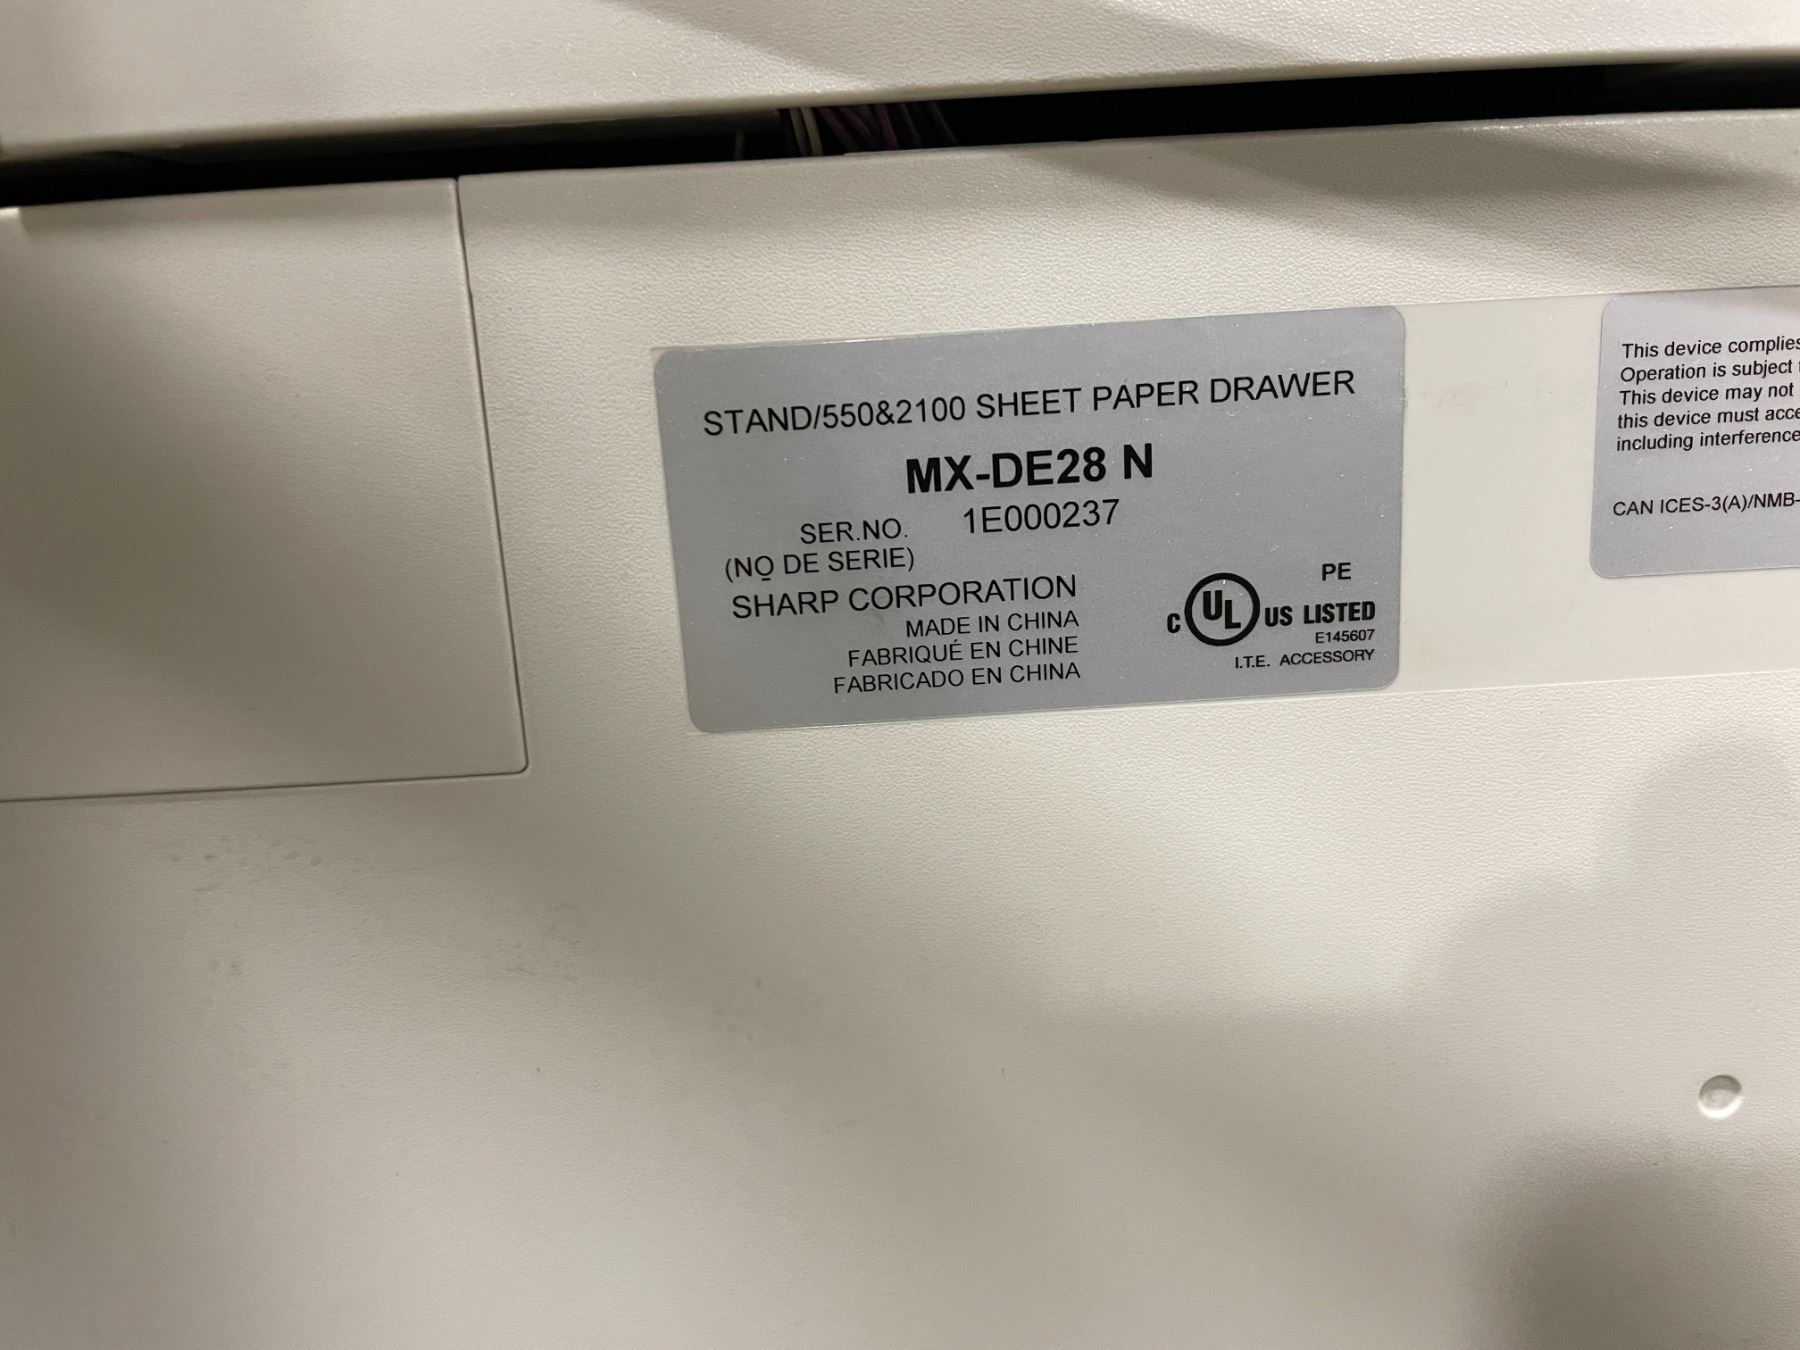 STAND/550&2100 SHEET PAPER DRAWER
MX-DE28 N
SER.NO. 1E000237
(NO DE SERIE)
SHARP CORPORATION
MADE IN CHINA
FABRIQUÉ EN CHINE
FABRICADO EN CHINA
PE
C UL US LISTED
E145607
I.T.E. ACCESSORY
This device complies
Operation is subject
This device may not
this device must acce
including interference
CAN ICES-3(A)/NMB-